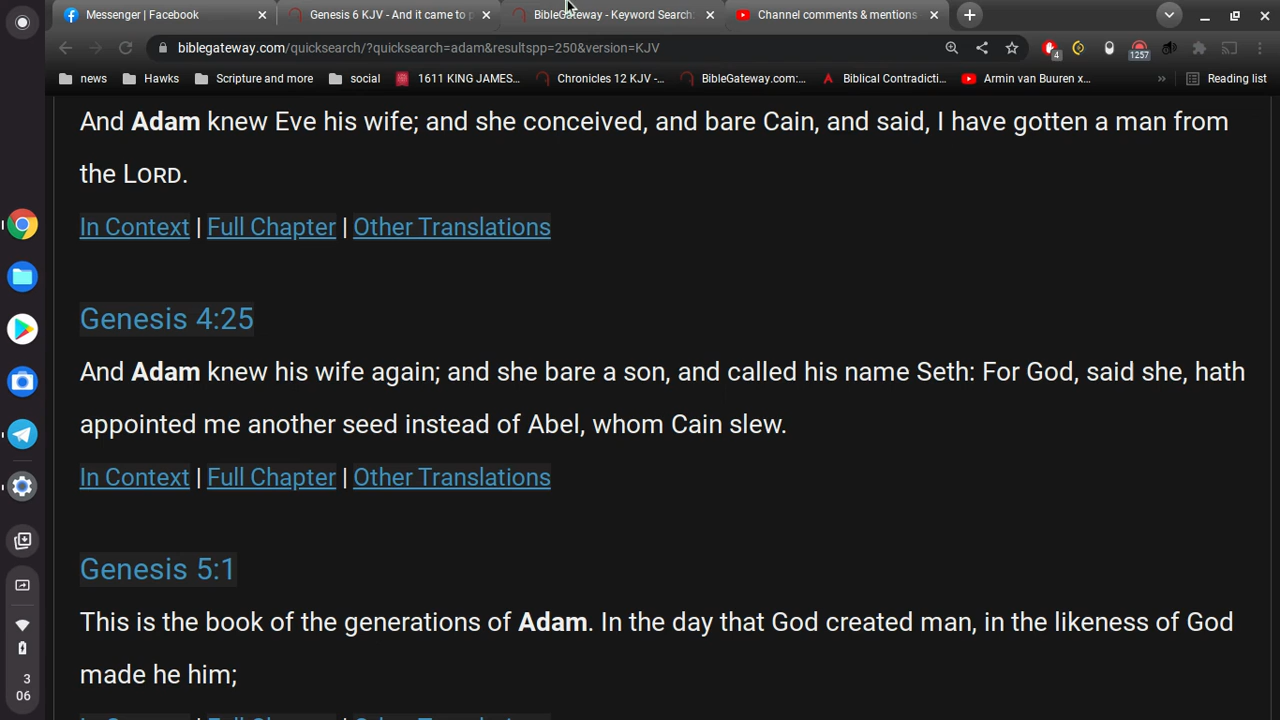 Messenger | Facebook
Genesis 6 KJV - And it came to p
BibleGateway - Keyword Search:
Channel comments & mentions
biblegateway.com/quicksearch/?quicksearch=adam&resultspp=250&version=KJV
4
1257
news
Hawks
Scripture and more
social
1611 KING JAMES...
Chronicles 12 KJV -...
BibleGateway.com:...
Biblical Contradicti...
Armin van Buuren x...
»
Reading list
And Adam knew Eve his wife; and she conceived, and bare Cain, and said, I have gotten a man from
the LORD.
In Context | Full Chapter | Other Translations
Genesis 4:25
And Adam knew his wife again; and she bare a son, and called his name Seth: For God, said she, hath
appointed me another seed instead of Abel, whom Cain slew.
In Context | Full Chapter | Other Translations
Genesis 5:1
This is the book of the generations of Adam. In the day that God created man, in the likeness of God
made he him;
3
06